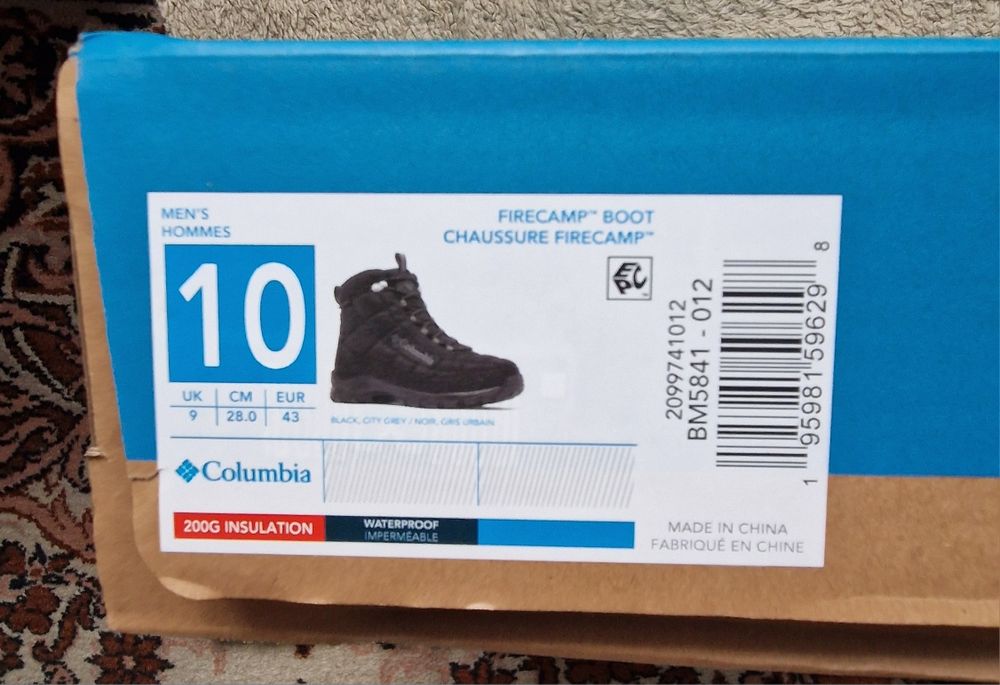 MEN'S
HOMMES
10
UK CM EUR
9 28.0 43
FIRECAMP™ BOOT
CHAUSSURE FIRECAMP™
EPC
Columbia
BLACK, CITY GREY / NOIR, GRIS URBAIN
Columbia
200G INSULATION
WATERPROOF
IMPERMÉABLE
2099741012
BM5841 - 012
1 95981 59629 8
MADE IN CHINA
FABRIQUÉ EN CHINE